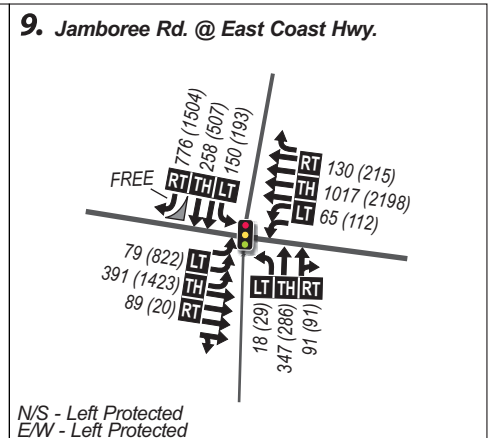 9. Jamboree Rd. @ East Coast Hwy.
776 (1504)
258 (507)
150 (193)
FREE
RT TH LT
RT 130 (215)
TH 1017 (2198)
LT 65 (112)
79 (822) LT
391 (1423) TH
89 (20) RT
LT TH RT
18 (29)
347 (286)
91 (91)
N/S - Left Protected
E/W - Left Protected